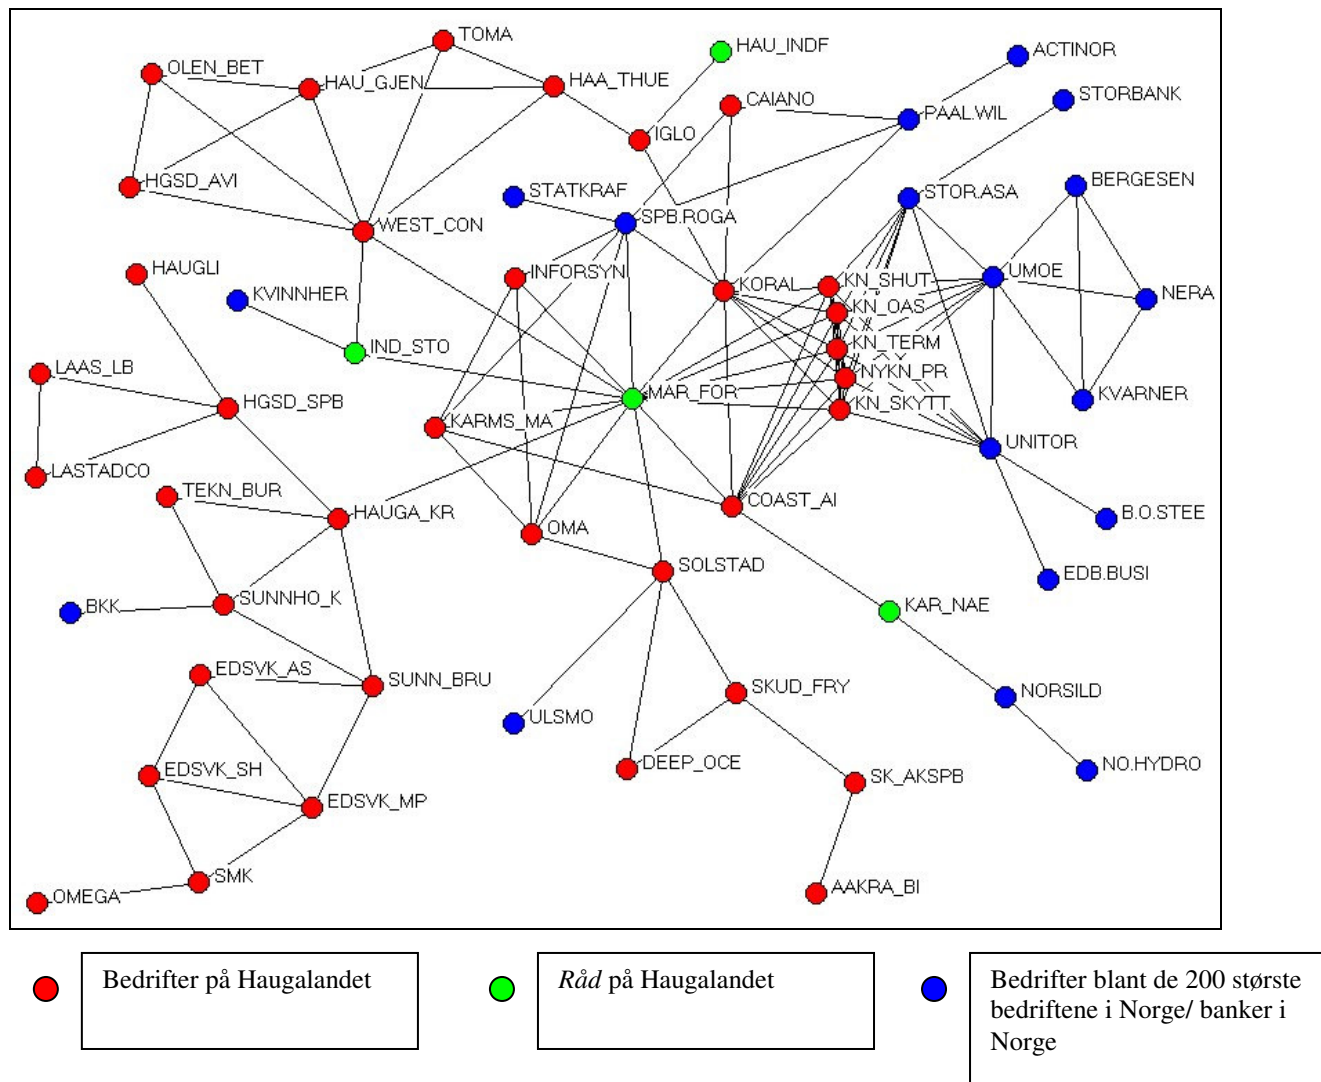 TOMA
HAU_INDF
ACTINOR
OLEN_BET
HAU_GJEN
HAA_THUE
CAIANO
STORBANK
PAAL.WIL
IGLO
HGSD_AVI
STATKRAF
STOR.ASA
BERGESEN
WEST_CON
SPB.ROGA
HAUGLI
INFORSYN
KORAL
KN_SHUT
UMOE
NERA
KVINNHER
KN_OAS
IND_STO
KN_TERM
LAAS_LB
NYKN_PR
MAR_FOR
KVARNER
HGSD_SPB
KN_SKYTT
KARMS_MA
UNITOR
LASTADCO
TEKN_BUR
HAUGA_KR
COAST_AI
B.O.STEE
OMA
SOLSTAD
EDB.BUSI
SUNNHO_K
BKK
KAR_NAE
EDSVK_AS
SUNN_BRU
SKUD_FRY
NORSILD
ULSMO
DEEP_OCE
NO.HYDRO
EDSVK_SH
SK_AKSPB
EDSVK_MP
SMK
AAKRA_BI
OMEGA
Bedrifter på Haugalandet
Råd på Haugalandet
Bedrifter blant de 200 største
bedriftene i Norge/ banker i
Norge